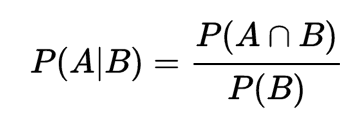 P(A|B) = P(A ∩ B) / P(B)